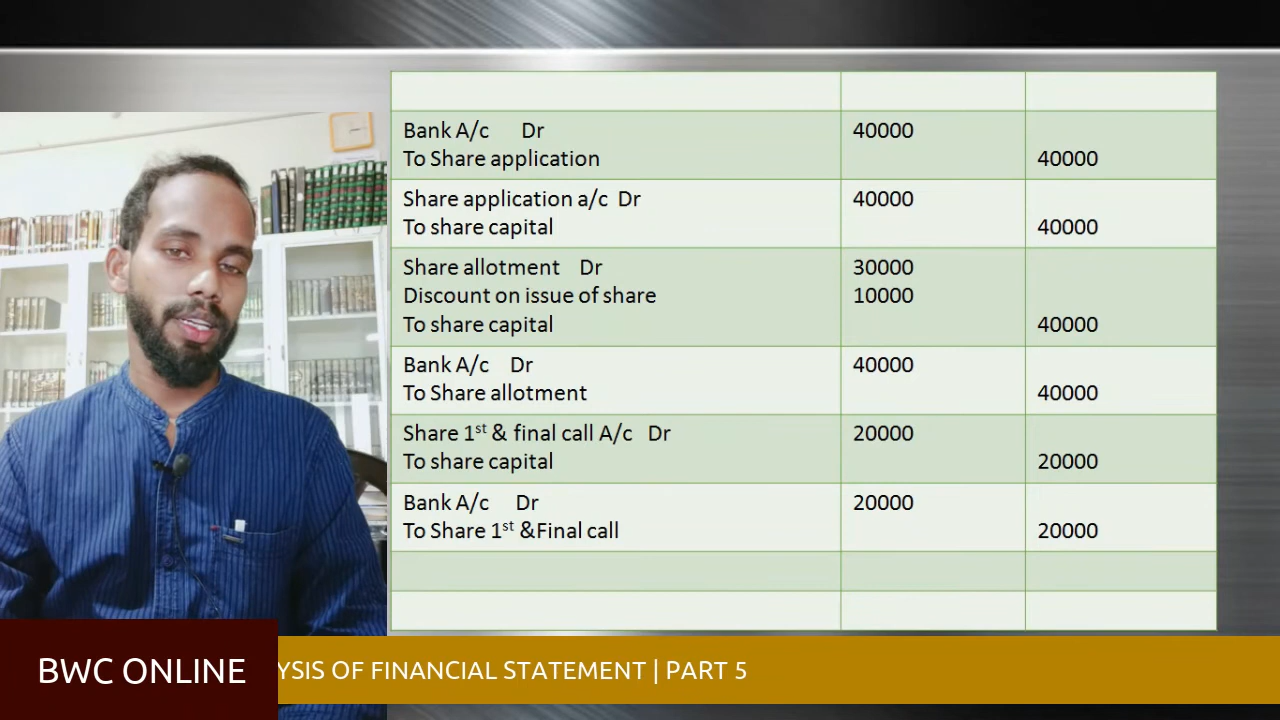 Bank A/c Dr 40000
To Share application 40000
Share application a/c Dr 40000
To share capital 40000
Share allotment Dr 30000
Discount on issue of share 10000
To share capital 40000
Bank A/c Dr 40000
To Share allotment 40000
Share 1st & final call A/c Dr 20000
To share capital 20000
Bank A/c Dr 20000
To Share 1st &Final call 20000
BWC ONLINE
YSIS OF FINANCIAL STATEMENT | PART 5